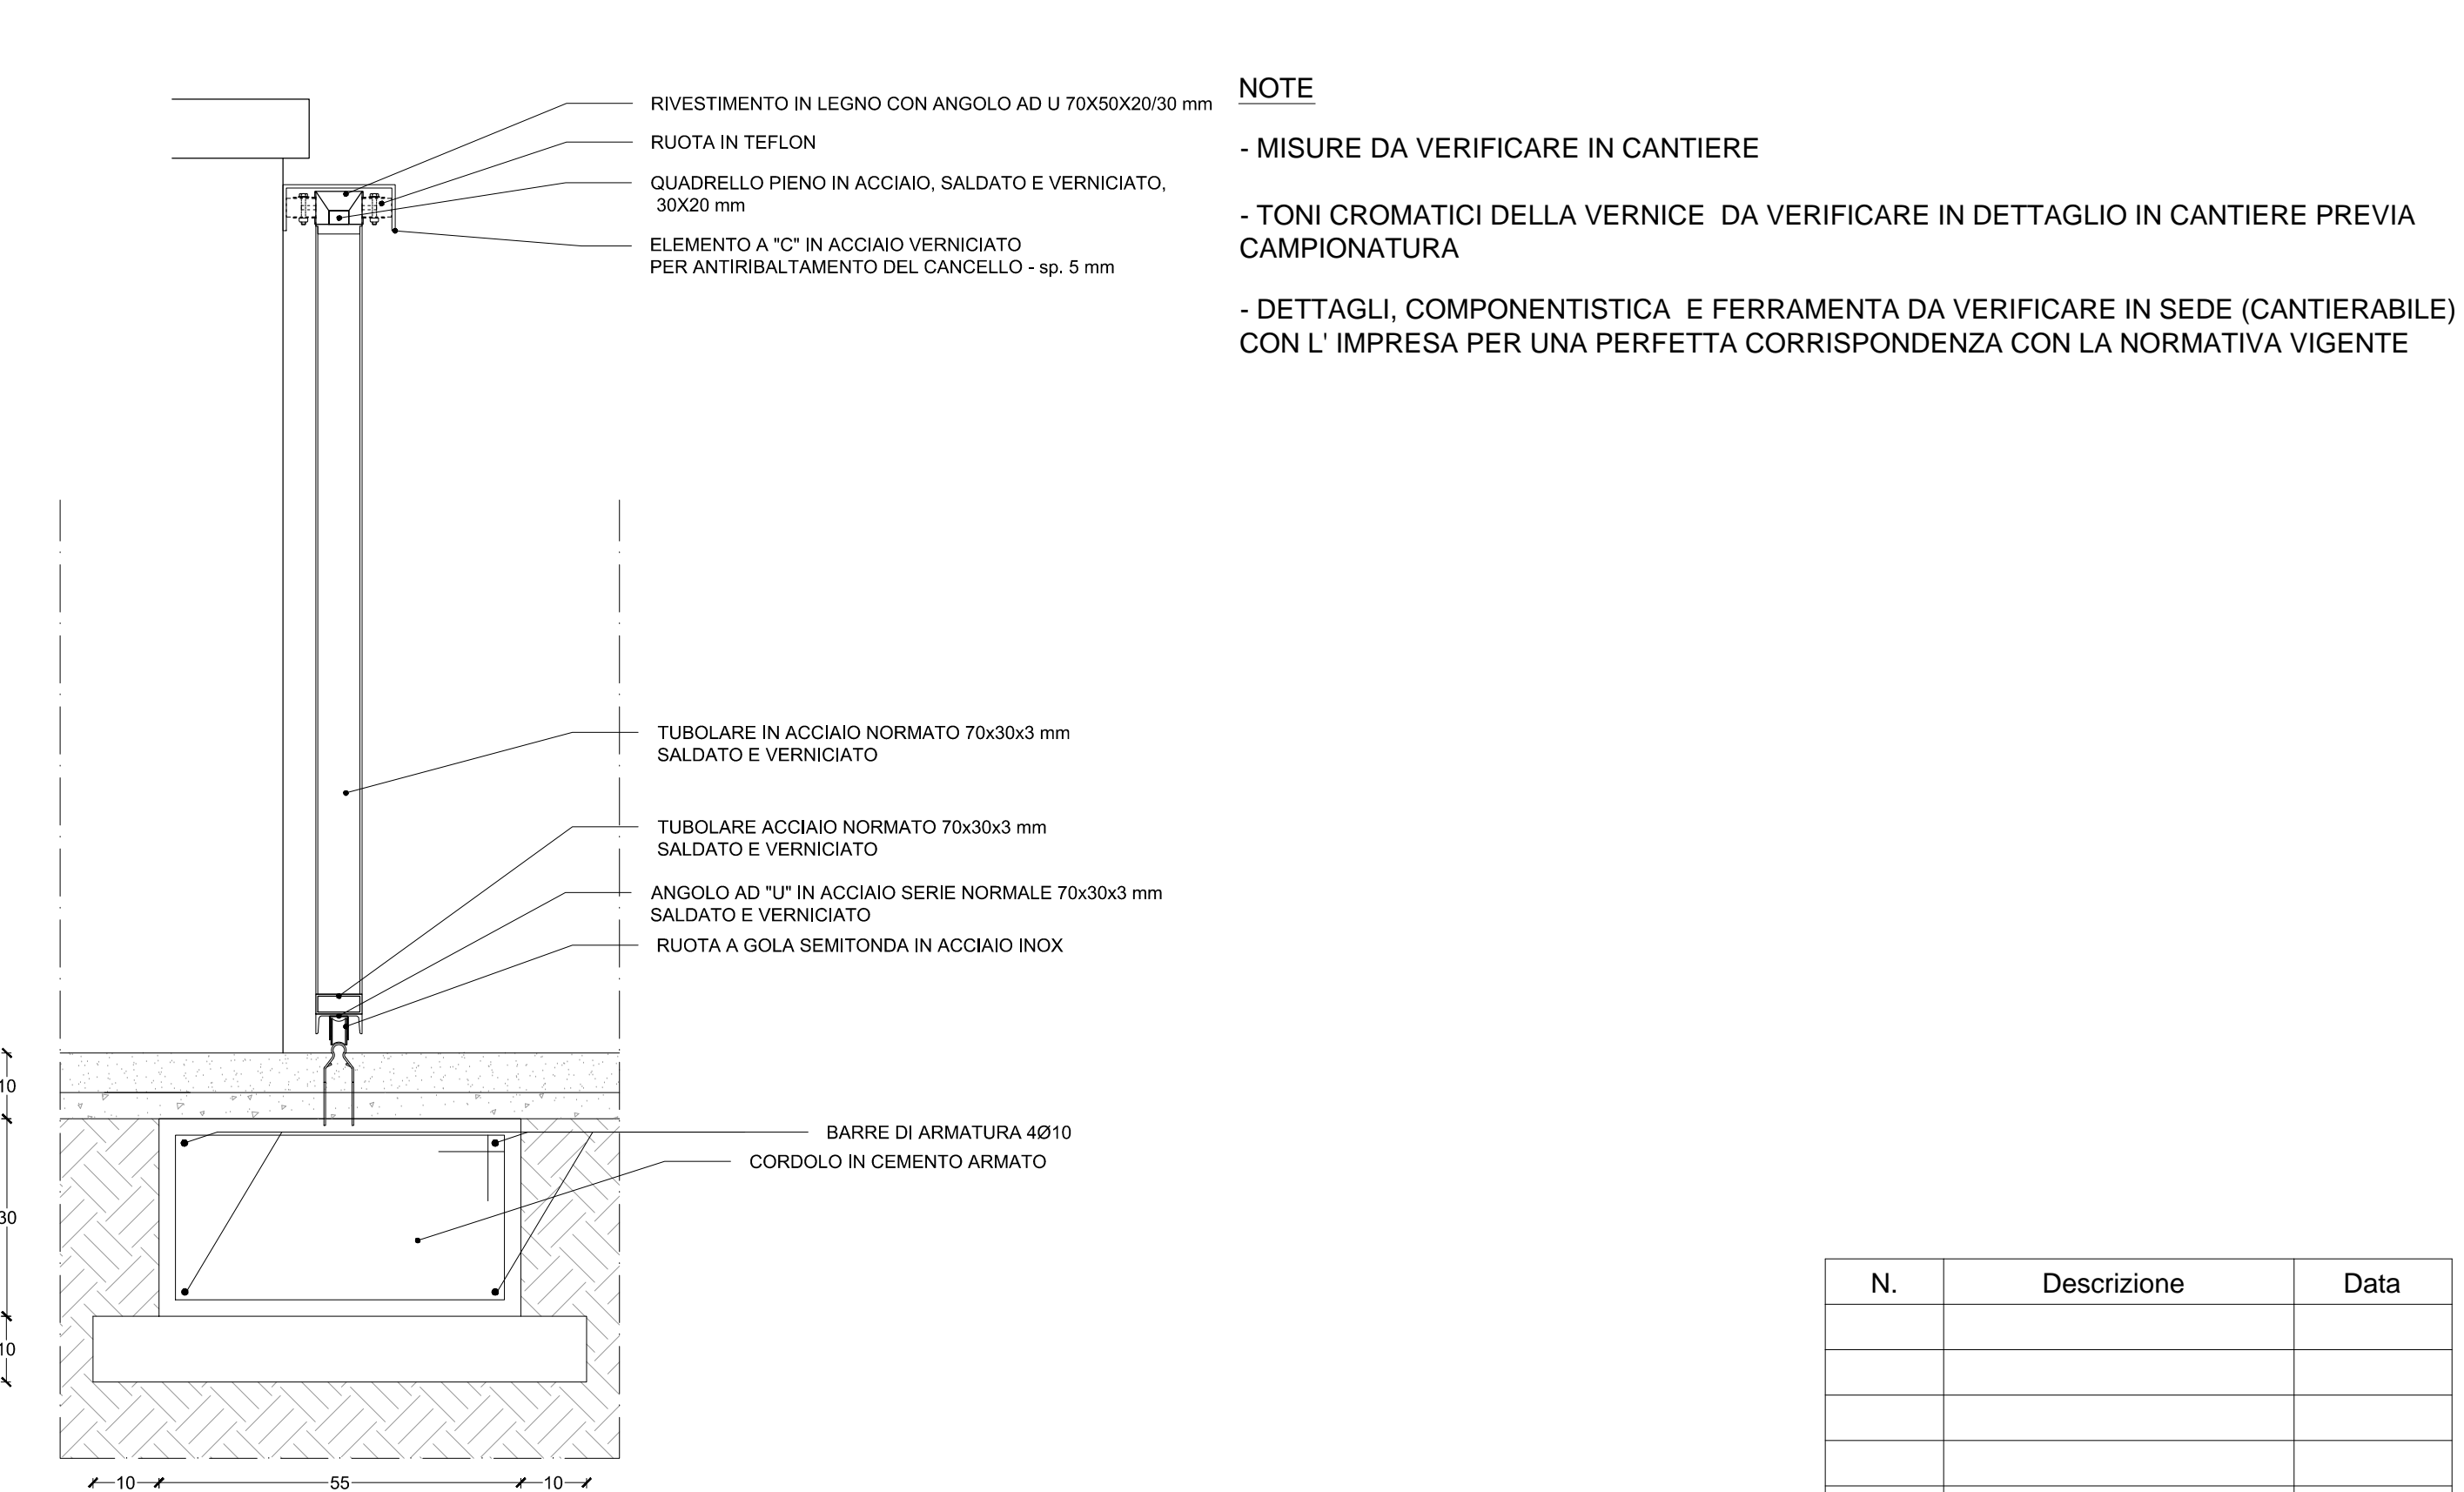 RIVESTIMENTO IN LEGNO CON ANGOLO AD U 70X50X20/30 mm
RUOTA IN TEFLON
QUADRELLO PIENO IN ACCIAIO, SALDATO E VERNICIATO,
30X20 mm
ELEMENTO A "C" IN ACCIAIO VERNICIATO
PER ANTIRIBALTAMENTO DEL CANCELLO - sp. 5 mm
NOTE
- MISURE DA VERIFICARE IN CANTIERE
- TONI CROMATICI DELLA VERNICE DA VERIFICARE IN DETTAGLIO IN CANTIERE PREVIA
CAMPIONATURA
- DETTAGLI, COMPONENTISTICA E FERRAMENTA DA VERIFICARE IN SEDE (CANTIERABILE)
CON L' IMPRESA PER UNA PERFETTA CORRISPONDENZA CON LA NORMATIVA VIGENTE
TUBOLARE IN ACCIAIO NORMATO 70x30x3 mm
SALDATO E VERNICIATO
TUBOLARE ACCIAIO NORMATO 70x30x3 mm
SALDATO E VERNICIATO
ANGOLO AD "U" IN ACCIAIO SERIE NORMALE 70x30x3 mm
SALDATO E VERNICIATO
RUOTA A GOLA SEMITONDA IN ACCIAIO INOX
10
BARRE DI ARMATURA 4Ø10
CORDOLO IN CEMENTO ARMATO
30
10
10 55 10
N. Descrizione Data